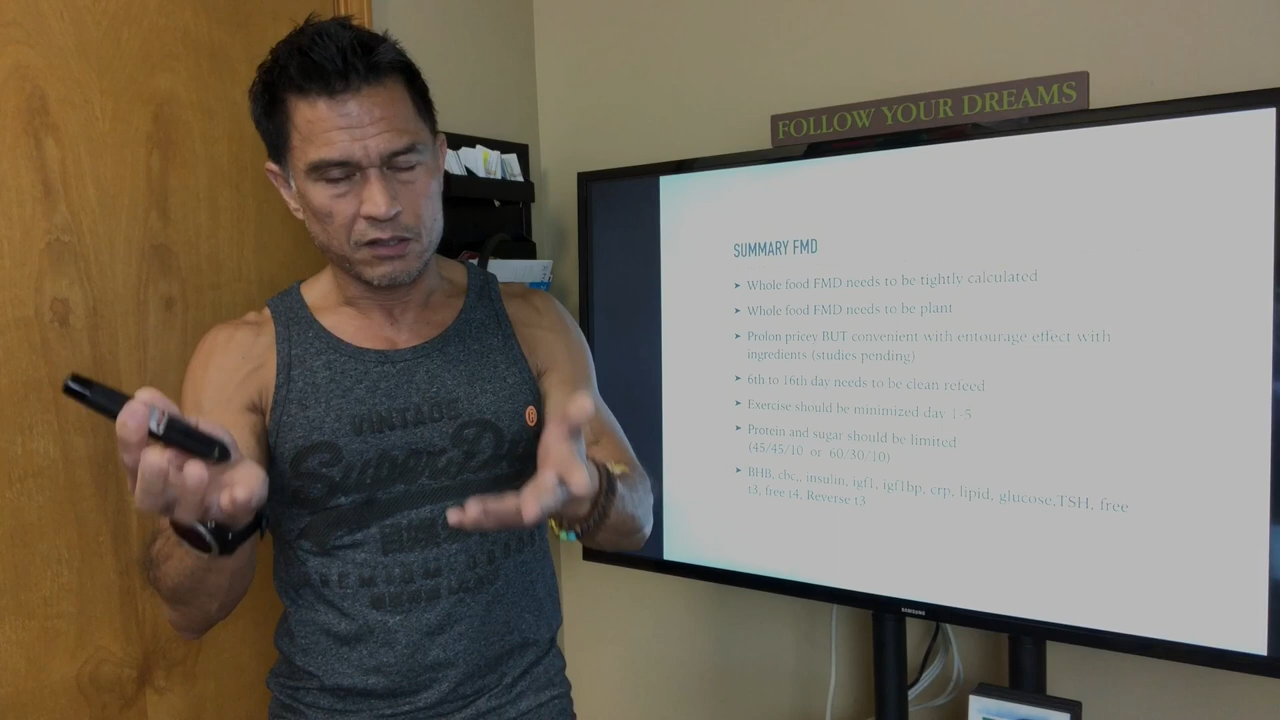 FOLLOW YOUR DREAMS
SUMMARY FMD
➤ Whole food FMD needs to be tightly calculated
➤ Whole food FMD needs to be plant
➤ Prolon pricey BUT convenient with entourage effect with
ingredients (studies pending)
➤ 6th to 16th day needs to be clean refeed
➤ Exercise should be minimized day 1-5
➤ Protein and sugar should be limited
(45/45/10 or 60/30/10)
➤ BHB, cbc,, insulin, igf1, igf1bp, crp, lipid, glucose,TSH, free
t3, free t4, Reverse t3
SAMSUNG
VINTAGE